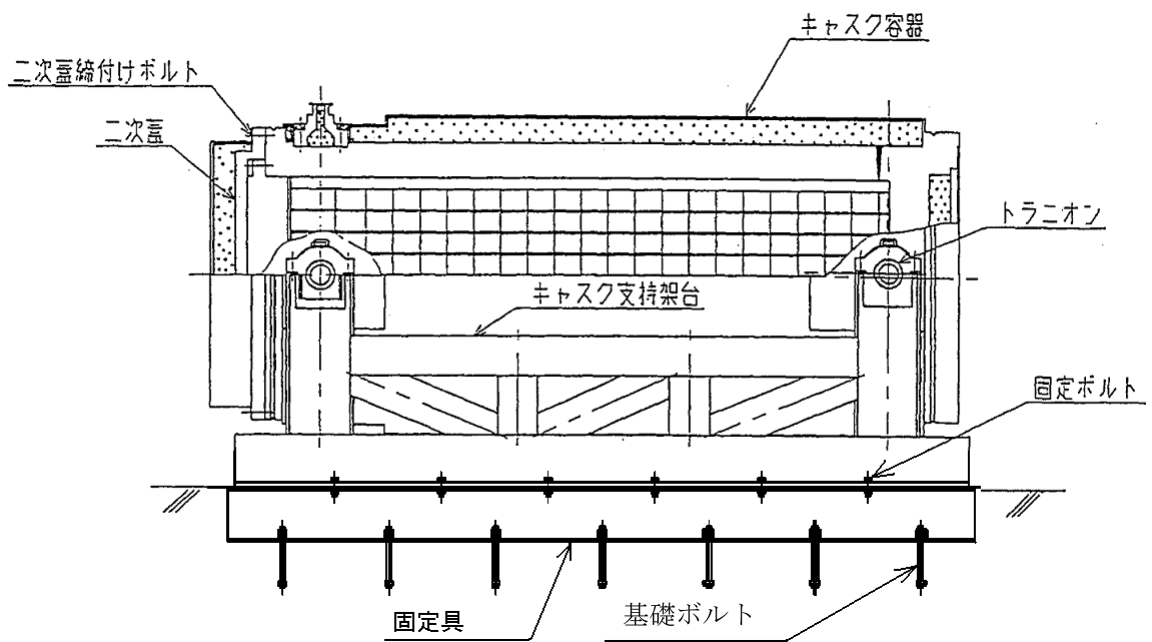 キャスク容器
二次蓋締付けボルト
二次蓋
トラニオン
キャスク支持架台
固定ボルト
固定具
基礎ボルト